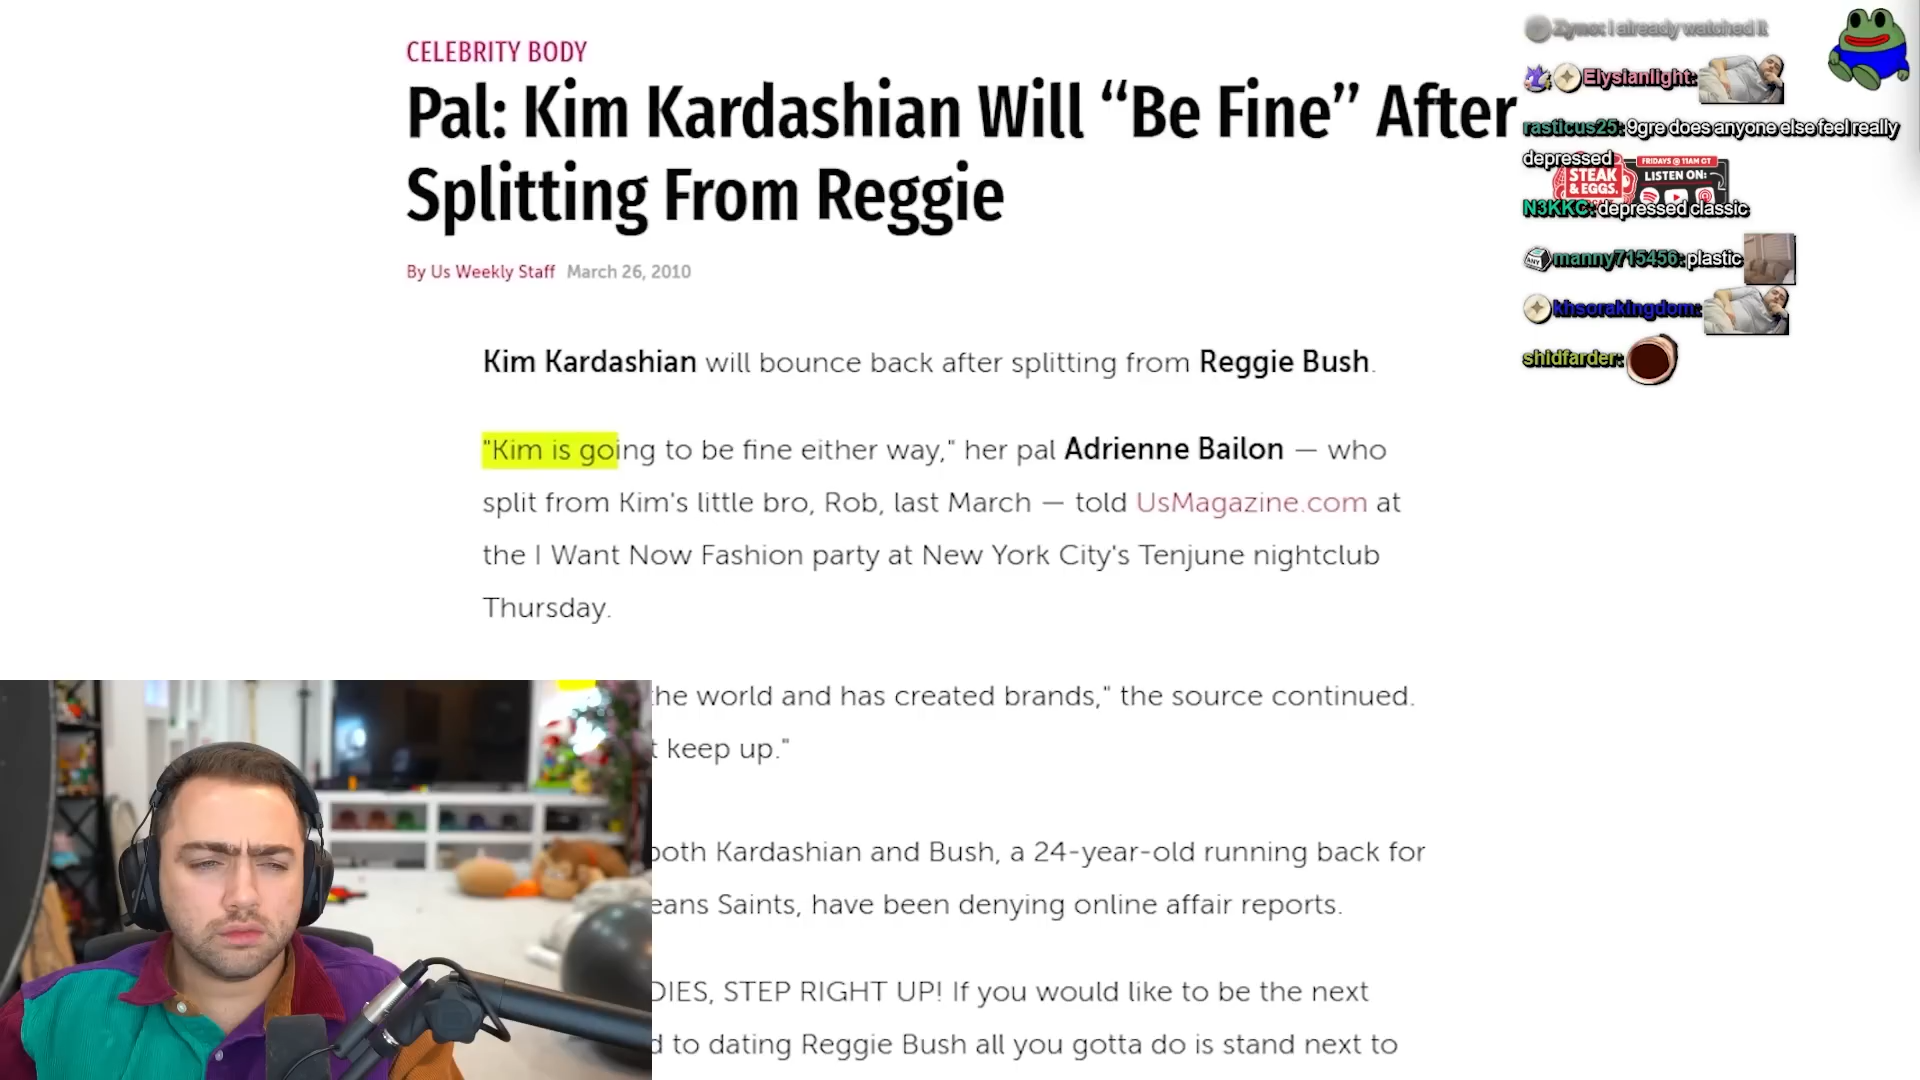 CELEBRITY BODY
Pal: Kim Kardashian Will “Be Fine” After
Splitting From Reggie
By Us Weekly Staff March 26, 2010
Kim Kardashian will bounce back after splitting from Reggie Bush.
"Kim is going to be fine either way," her pal Adrienne Bailon — who
split from Kim's little bro, Rob, last March — told UsMagazine.com at
the I Want Now Fashion party at New York City's Tenjune nightclub
Thursday.
the world and has created brands," the source continued.
t keep up."
both Kardashian and Bush, a 24-year-old running back for
eans Saints, have been denying online affair reports.
DIES, STEP RIGHT UP! If you would like to be the next
d to dating Reggie Bush all you gotta do is stand next to
Zymo: I already watched it
Elysianlight:
rasticus25: 9gre does anyone else feel really
depressed
FRIDAYS @ 11AM CT
STEAK
& EGGS.
LISTEN ON:
N3KKC: depressed classic
manny715456: plastic
khsorakingdom:
shidfarder: